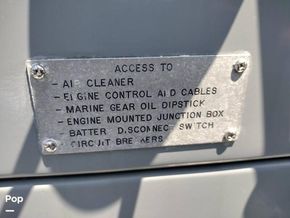 ACCESS TO
- AIR CLEANER
- ENGINE CONTROL AND CABLES
- MARINE GEAR OIL DIPSTICK
- ENGINE MOUNTED JUNCTION BOX
- BATTER DISCONNECT SWITCH
CIRCUIT BREAKERS
Pop